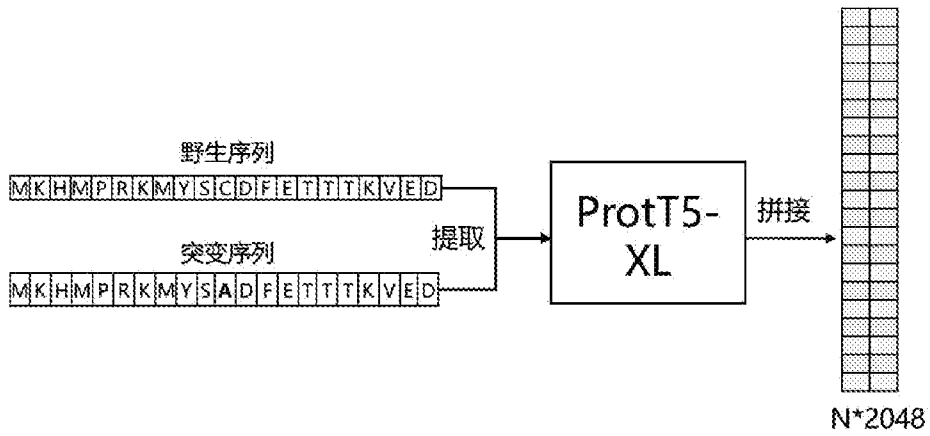 野生序列
MKHMPRKMYSCDFETTTKVED
突变序列
MKHMPRKMYSADFETTTKVED
提取
ProtT5-
XL
拼接
N*2048